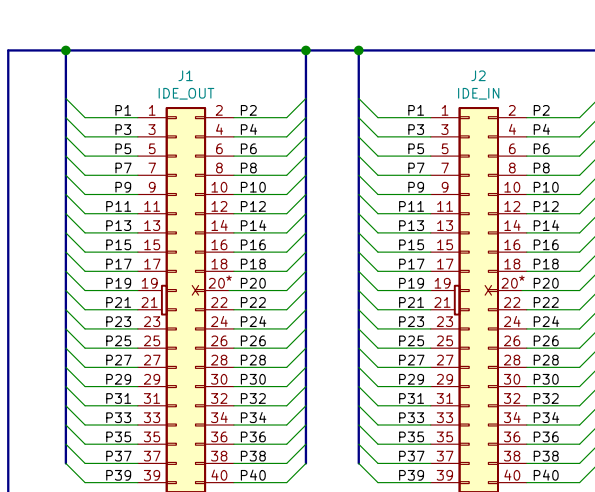 J1 J2
IDE_OUT IDE_IN
P1 1 2 P2 P1 1 2 P2
P3 3 4 P4 P3 3 4 P4
P5 5 6 P6 P5 5 6 P6
P7 7 8 P8 P7 7 8 P8
P9 9 10 P10 P9 9 10 P10
P11 11 12 P12 P11 11 12 P12
P13 13 14 P14 P13 13 14 P14
P15 15 16 P16 P15 15 16 P16
P17 17 18 P18 P17 17 18 P18
P19 19 20* P20 P19 19 20* P20
P21 21 22 P22 P21 21 22 P22
P23 23 24 P24 P23 23 24 P24
P25 25 26 P26 P25 25 26 P26
P27 27 28 P28 P27 27 28 P28
P29 29 30 P30 P29 29 30 P30
P31 31 32 P32 P31 31 32 P32
P33 33 34 P34 P33 33 34 P34
P35 35 36 P36 P35 35 36 P36
P37 37 38 P38 P37 37 38 P38
P39 39 40 P40 P39 39 40 P40